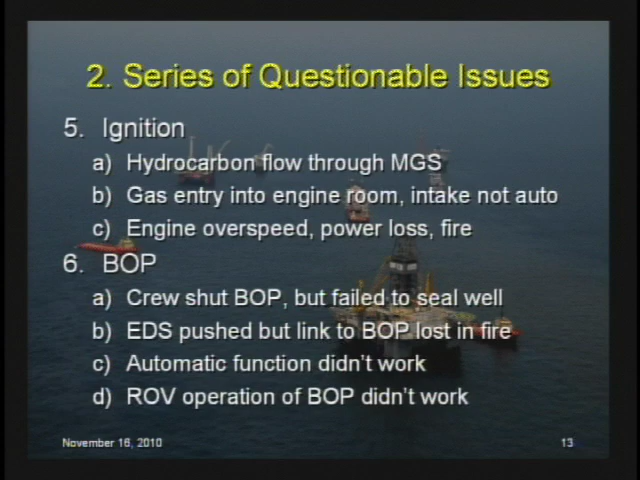 2. Series of Questionable Issues
5. Ignition
a) Hydrocarbon flow through MGS
b) Gas entry into engine room, intake not auto
c) Engine overspeed, power loss, fire
6. BOP
a) Crew shut BOP, but failed to seal well
b) EDS pushed but link to BOP lost in fire
c) Automatic function didn't work
d) ROV operation of BOP didn't work
November 16, 2010
13